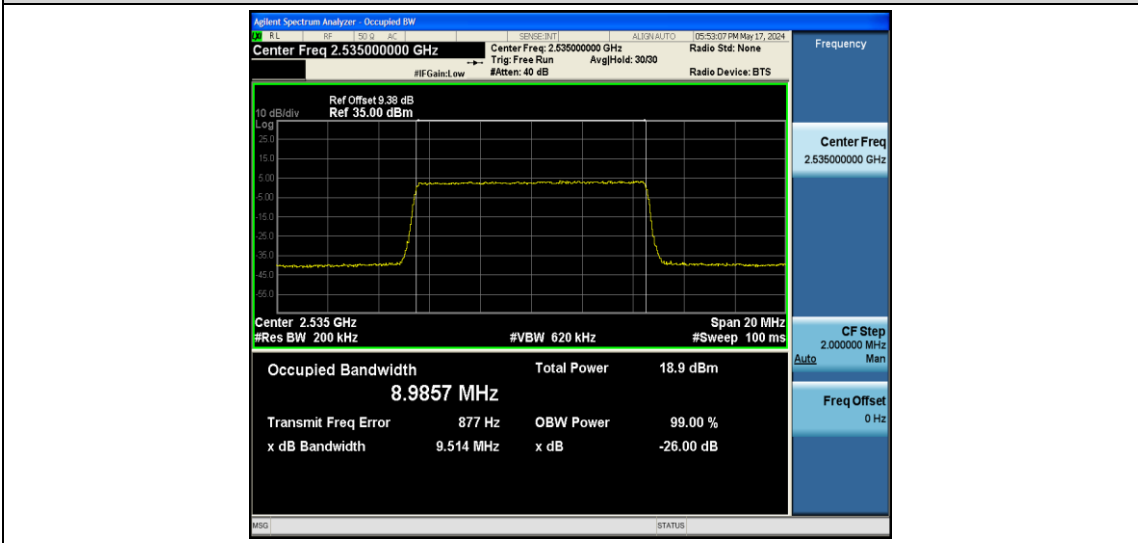 Agilent Spectrum Analyzer - Occupied BW
RL RF 50 Ω AC SENSE:INT ALIGN AUTO 05:53:07 PM May 17, 2024
Center Freq 2.535000000 GHz Center Freq: 2.535000000 GHz Radio Std: None
Trig: Free Run Avg|Hold: 30/30
#IFGain:Low #Atten: 40 dB Radio Device: BTS
Frequency
Ref Offset 9.38 dB
10 dB/div Ref 35.00 dBm
Log
25.0
15.0
5.00
-5.00
-15.0
-25.0
-35.0
-45.0
-55.0
Center 2.535 GHz Span 20 MHz
#Res BW 200 kHz #VBW 620 kHz #Sweep 100 ms
Occupied Bandwidth Total Power 18.9 dBm
8.9857 MHz
Transmit Freq Error 877 Hz OBW Power 99.00 %
x dB Bandwidth 9.514 MHz x dB -26.00 dB
Center Freq
2.535000000 GHz
CF Step
2.000000 MHz
Auto Man
Freq Offset
0 Hz
MSG STATUS